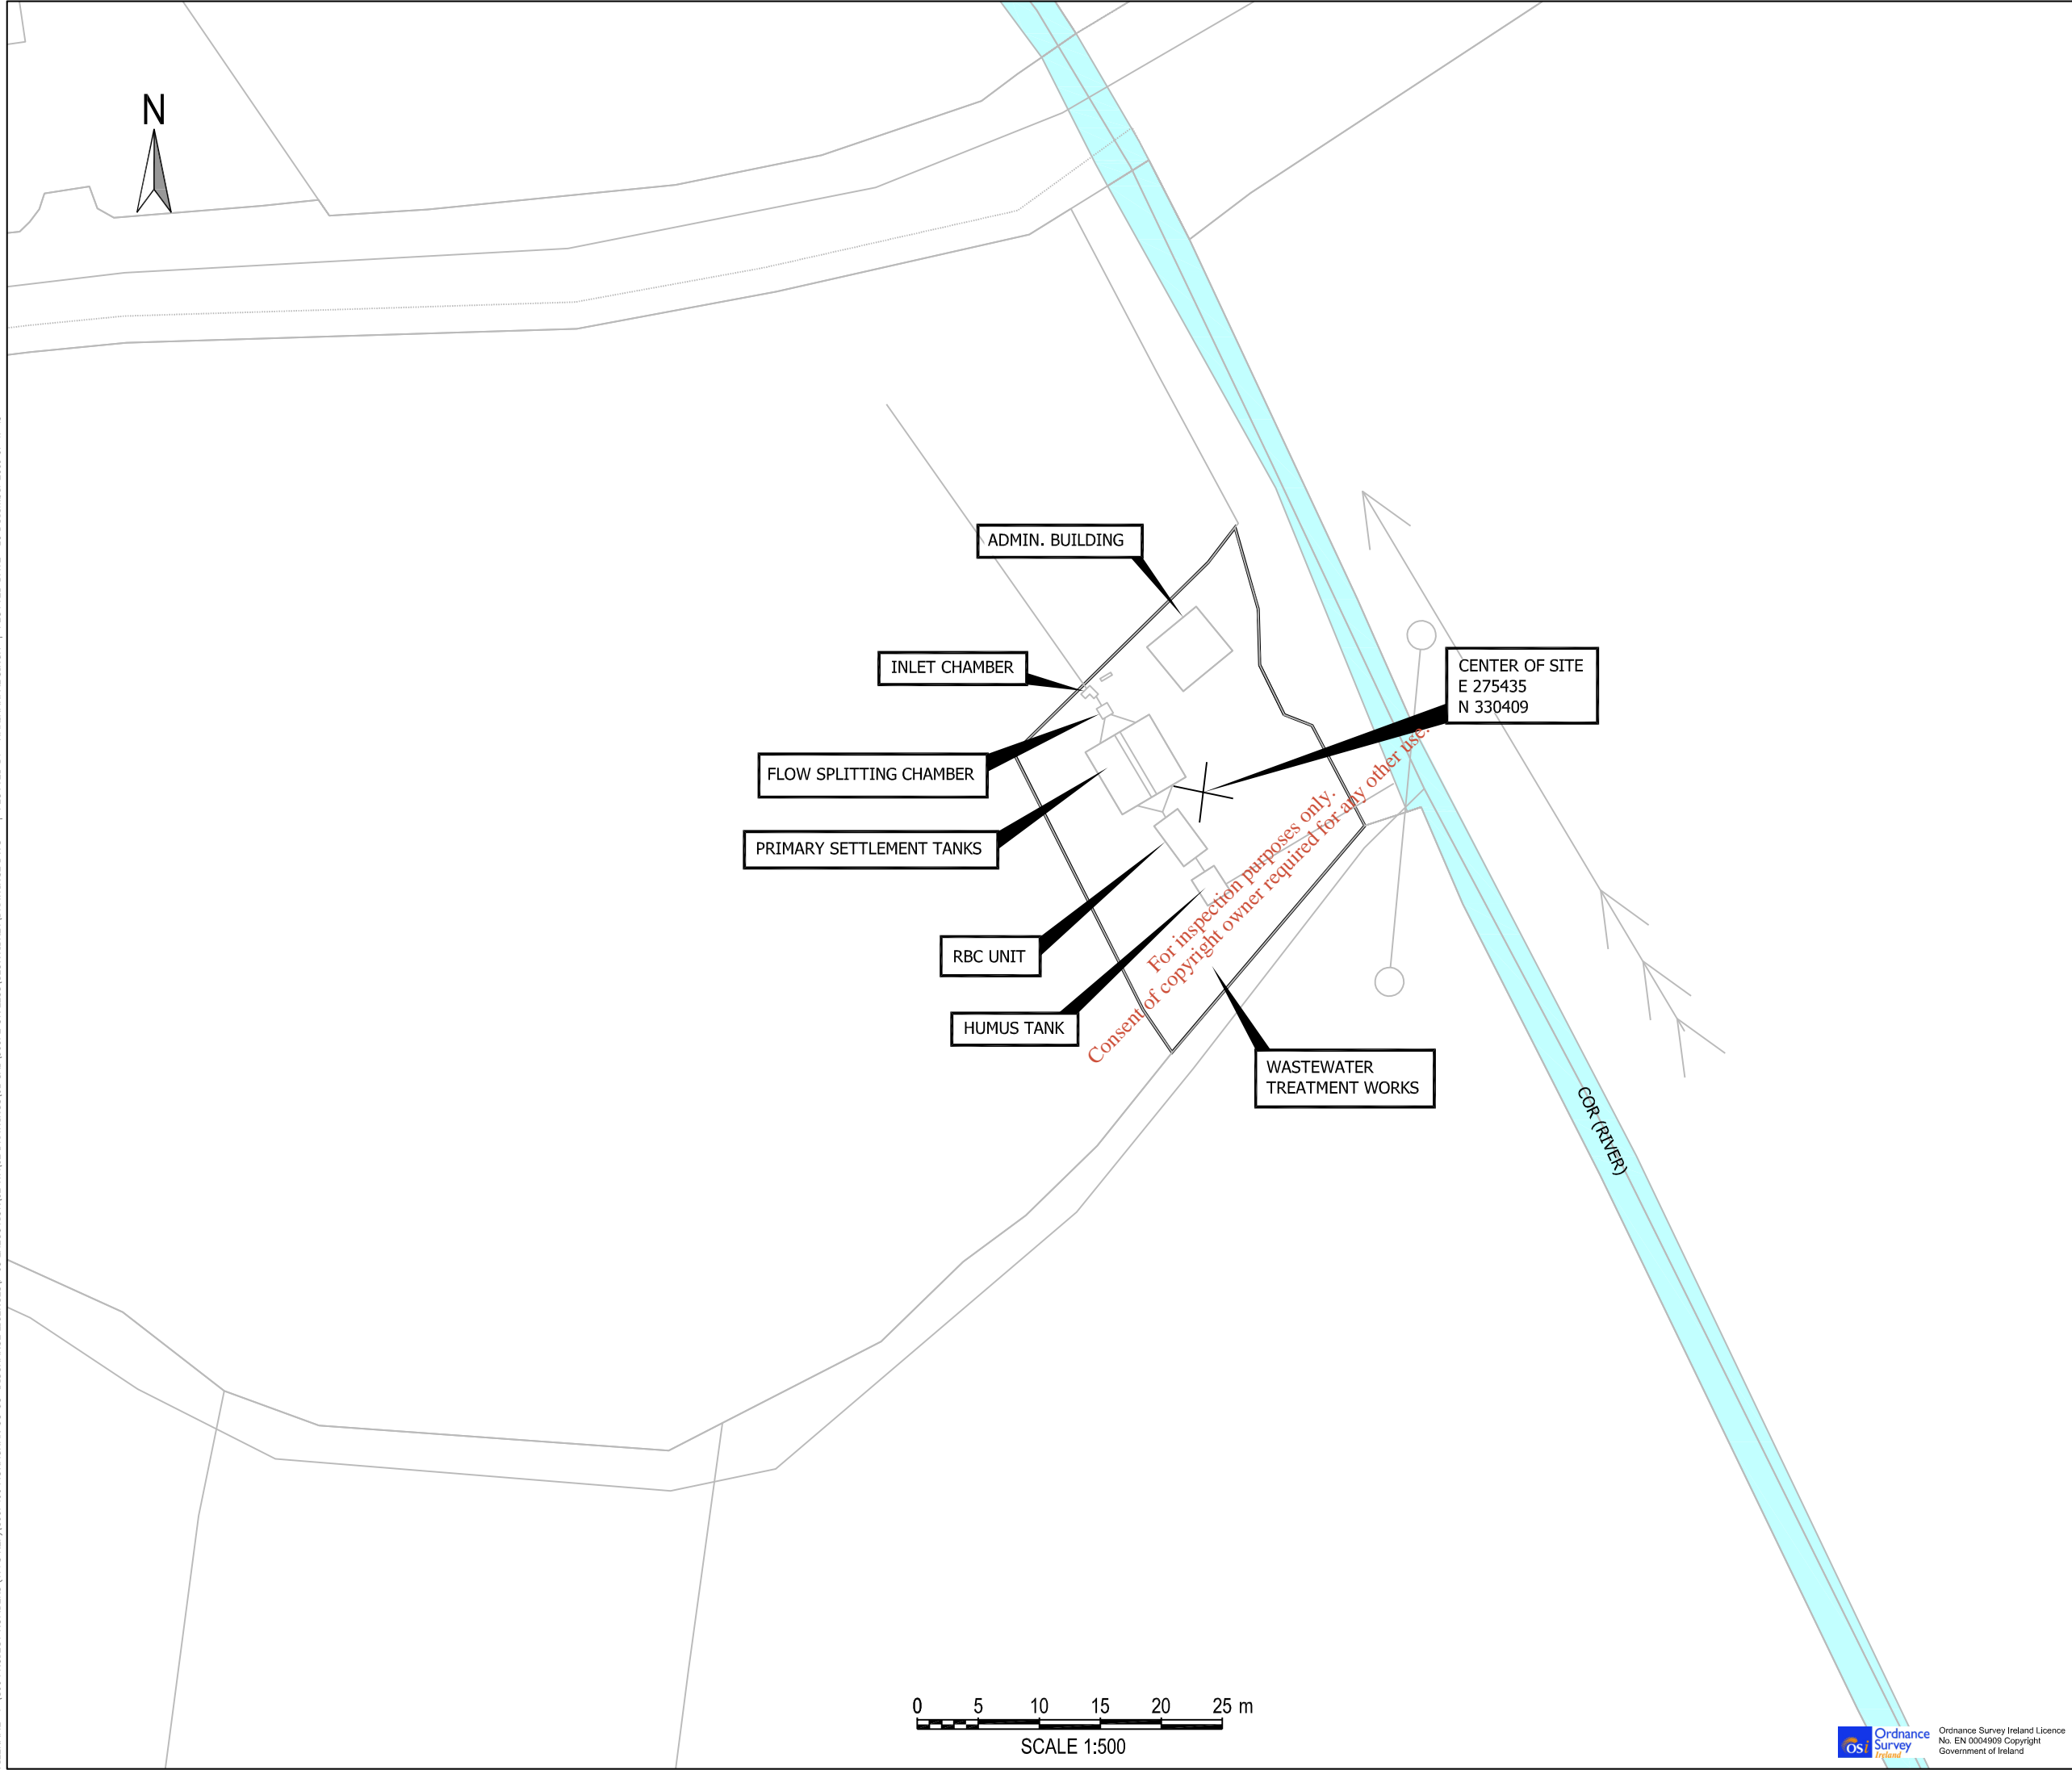 N
ADMIN. BUILDING
INLET CHAMBER
CENTER OF SITE
E 275435
N 330409
FLOW SPLITTING CHAMBER
PRIMARY SETTLEMENT TANKS
For inspection purposes only.
Consent of copyright owner required for any other use.
RBC UNIT
HUMUS TANK
WASTEWATER
TREATMENT WORKS
COR (RIVER)
0 5 10 15 20 25 m
SCALE 1:500
osi Ordnance
Survey
Ireland
Ordnance Survey Ireland Licence
No. EN 0004909 Copyright
Government of Ireland